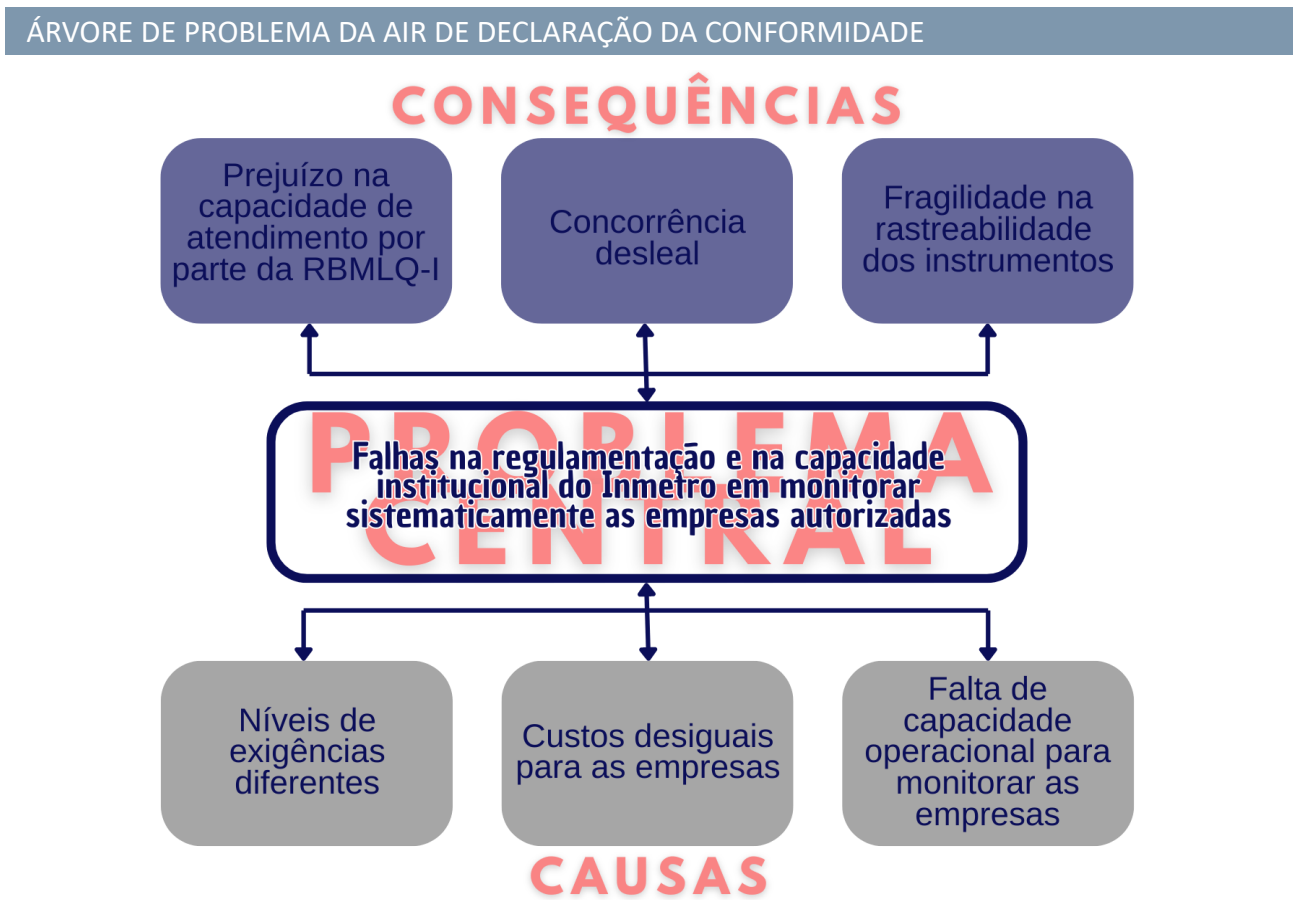 ÁRVORE DE PROBLEMA DA AIR DE DECLARAÇÃO DA CONFORMIDADE
CONSEQUÊNCIAS
Prejuízo na
capacidade de
atendimento por
parte da RBMLQ-I
Concorrência
desleal
Fragilidade na
rastreabilidade
dos instrumentos
PROBLEMA
CENTRAL
Falhas na regulamentação e na capacidade
institucional do Inmetro em monitorar
sistematicamente as empresas autorizadas
Níveis de
exigências
diferentes
Custos desiguais
para as empresas
Falta de
capacidade
operacional para
monitorar as
empresas
CAUSAS